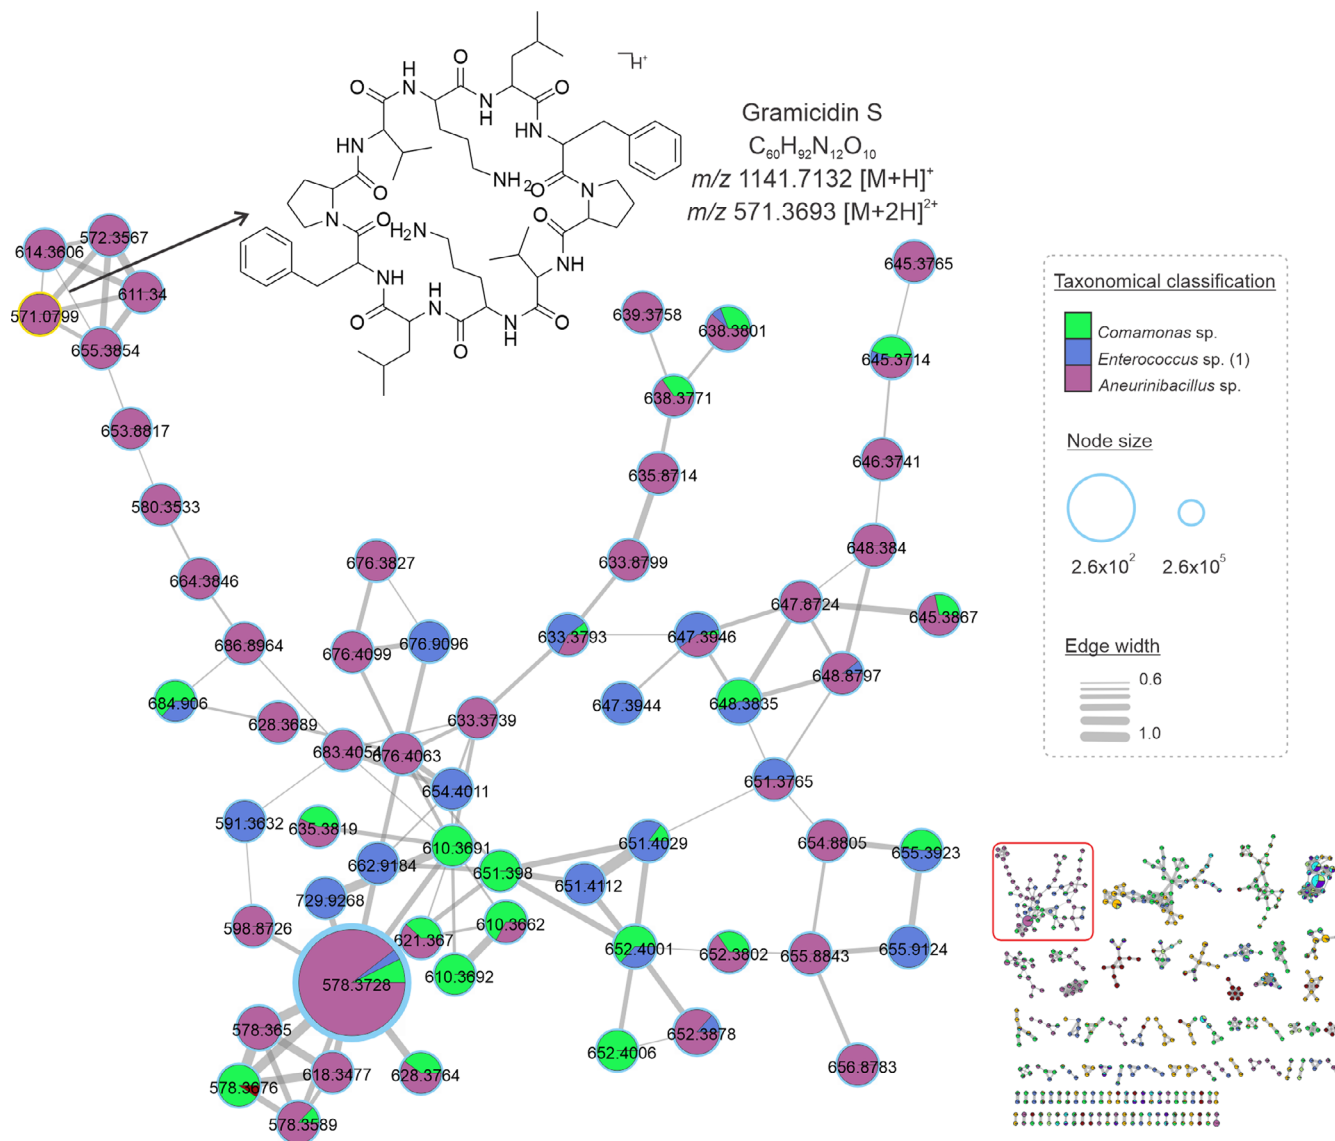 O
H
N
O
N
H
O
O
NH
O
NH
O
NH₂
O
N
O
N
O
H₂N
NH
O
H
N
O
N
H
O
NH
O
H⁺
Gramicidin S
C₆₀H₉₂N₁₂O₁₀
m/z 1141.7132 [M+H]⁺
m/z 571.3693 [M+2H]²⁺
614.3606
572.3567
611.34
571.0799
655.3854
653.8817
580.3533
664.3846
686.8964
684.906
628.3689
683.4054
676.3827
676.4099
676.9096
676.4063
633.3739
654.4011
591.3632
635.3819
610.3691
662.9184
729.9268
598.8726
651.398
621.367
610.3662
610.3692
578.3728
578.365
618.3477
578.3676
578.3589
628.3764
639.3758
638.3801
638.3771
635.8714
633.8799
633.3793
647.3946
647.3944
645.3765
645.3714
646.3741
648.384
647.8724
645.3867
648.8797
648.3835
651.3765
651.4029
651.4112
652.4001
652.3802
652.4006
652.3878
654.8805
655.3923
655.8843
655.9124
656.8783
Taxonomical classification
Comamonas sp.
Enterococcus sp. (1)
Aneurinibacillus sp.
Node size
2.6x10² 2.6x10⁵
Edge width
0.6
1.0